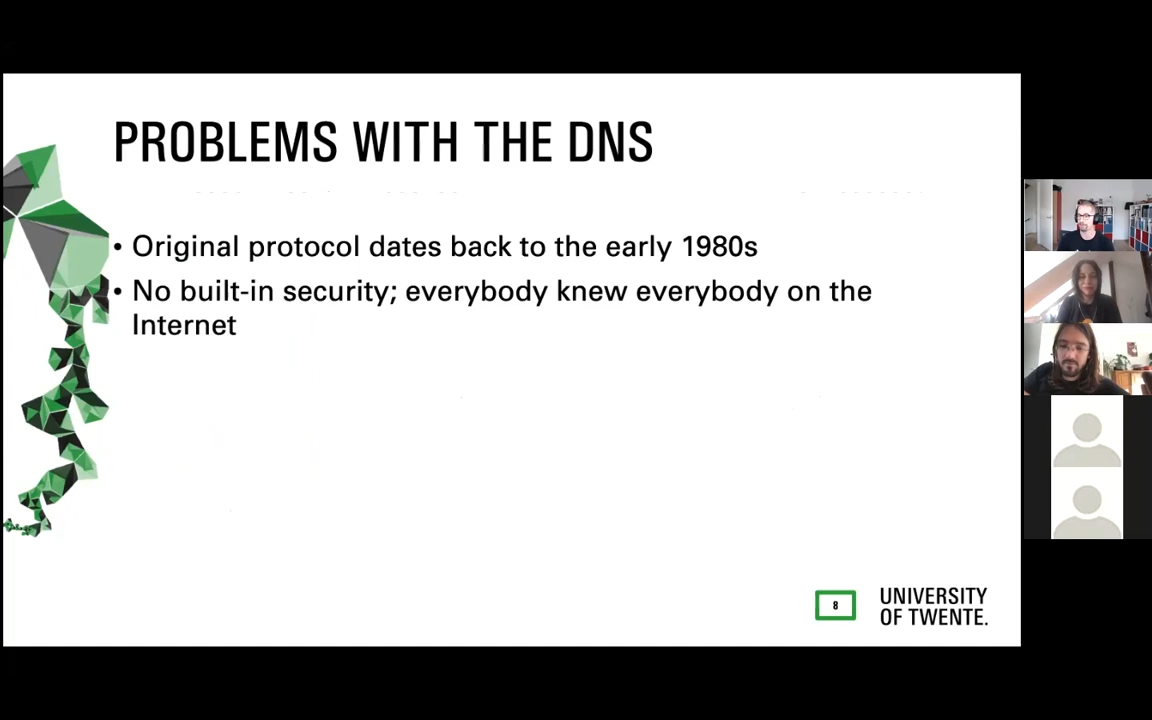 PROBLEMS WITH THE DNS
• Original protocol dates back to the early 1980s
• No built-in security; everybody knew everybody on the
Internet
8
UNIVERSITY
OF TWENTE.